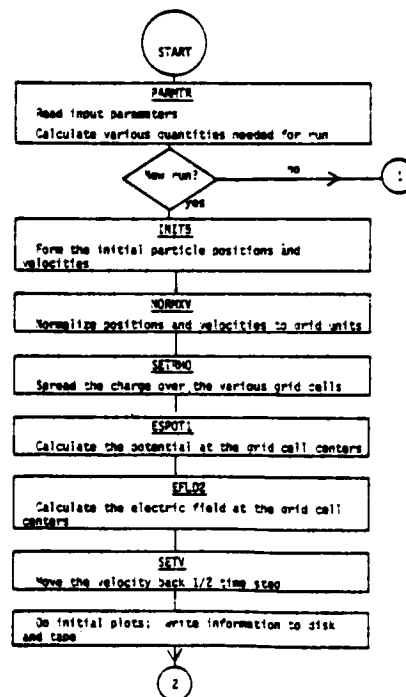 START
PARMTR
Read input parameters
Calculate various quantities needed for run
New run?
no
1
yes
INITS
Form the initial particle positions and
velocities
NORMXV
Normalize positions and velocities to grid units
SETRHO
Spread the charge over the various grid cells
ESPOT1
Calculate the potential at the grid cell centers
EFLD2
Calculate the electric field at the grid cell
centers
SETV
Move the velocity back 1/2 time step
Do initial plots; write information to disk
and tape
2